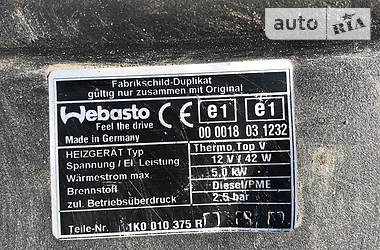 auto RIA
Fabrikschild-Duplikat
gültig nur zusammen mit Original
Webasto
Feel the drive
Made in Germany
CE
e1 e1
00 0018 03 1232
HEIZGERÄT Typ Thermo Top V
Spannung / El. Leistung 12 V / 42 W
Wärmestrom max. 5,0 kW
Brennstoff Diesel/PME
zul. Betriebsüberdruck 2,5 bar
Teile-Nr. 1K0 010 375 R